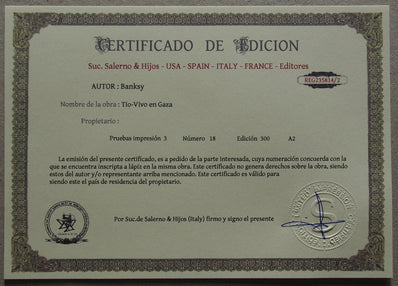 CERTIFICADO DE EDICION
Suc. Salerno & Hijos - USA - SPAIN - ITALY - FRANCE - Editores
REG235814/2
AUTOR : Banksy
Nombre de la obra : Tio-Vivo en Gaza
Propietario :
Pruebas impresión 3 Número 18 Edición 300 A2
La emisión del presente certificado, es a pedido de la parte interesada, cuya numeración concuerda con la
que se encuentra inscripta a lápiz en la misma obra. Este certificado no genera derechos sobre la obra, siendo
estos del autor y/o representante arriba mencionado. Este certificado es válido para
siendo este el país de residencia del propietario.
Por Suc.de Salerno & Hijos (Italy) firmo y signo el presente